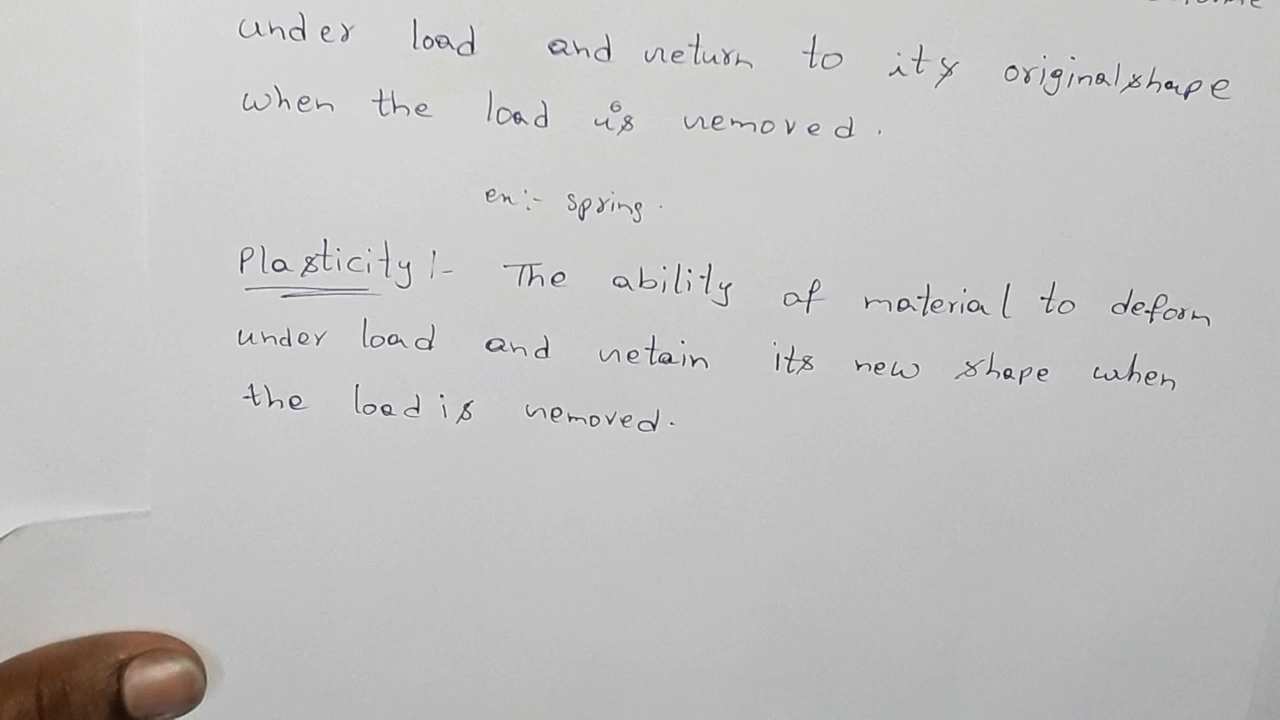 under load and return to its original shape
when the load is removed.
ex:- spring.
Plasticity :- The ability of material to deform
under load and retain its new shape when
the load is removed.